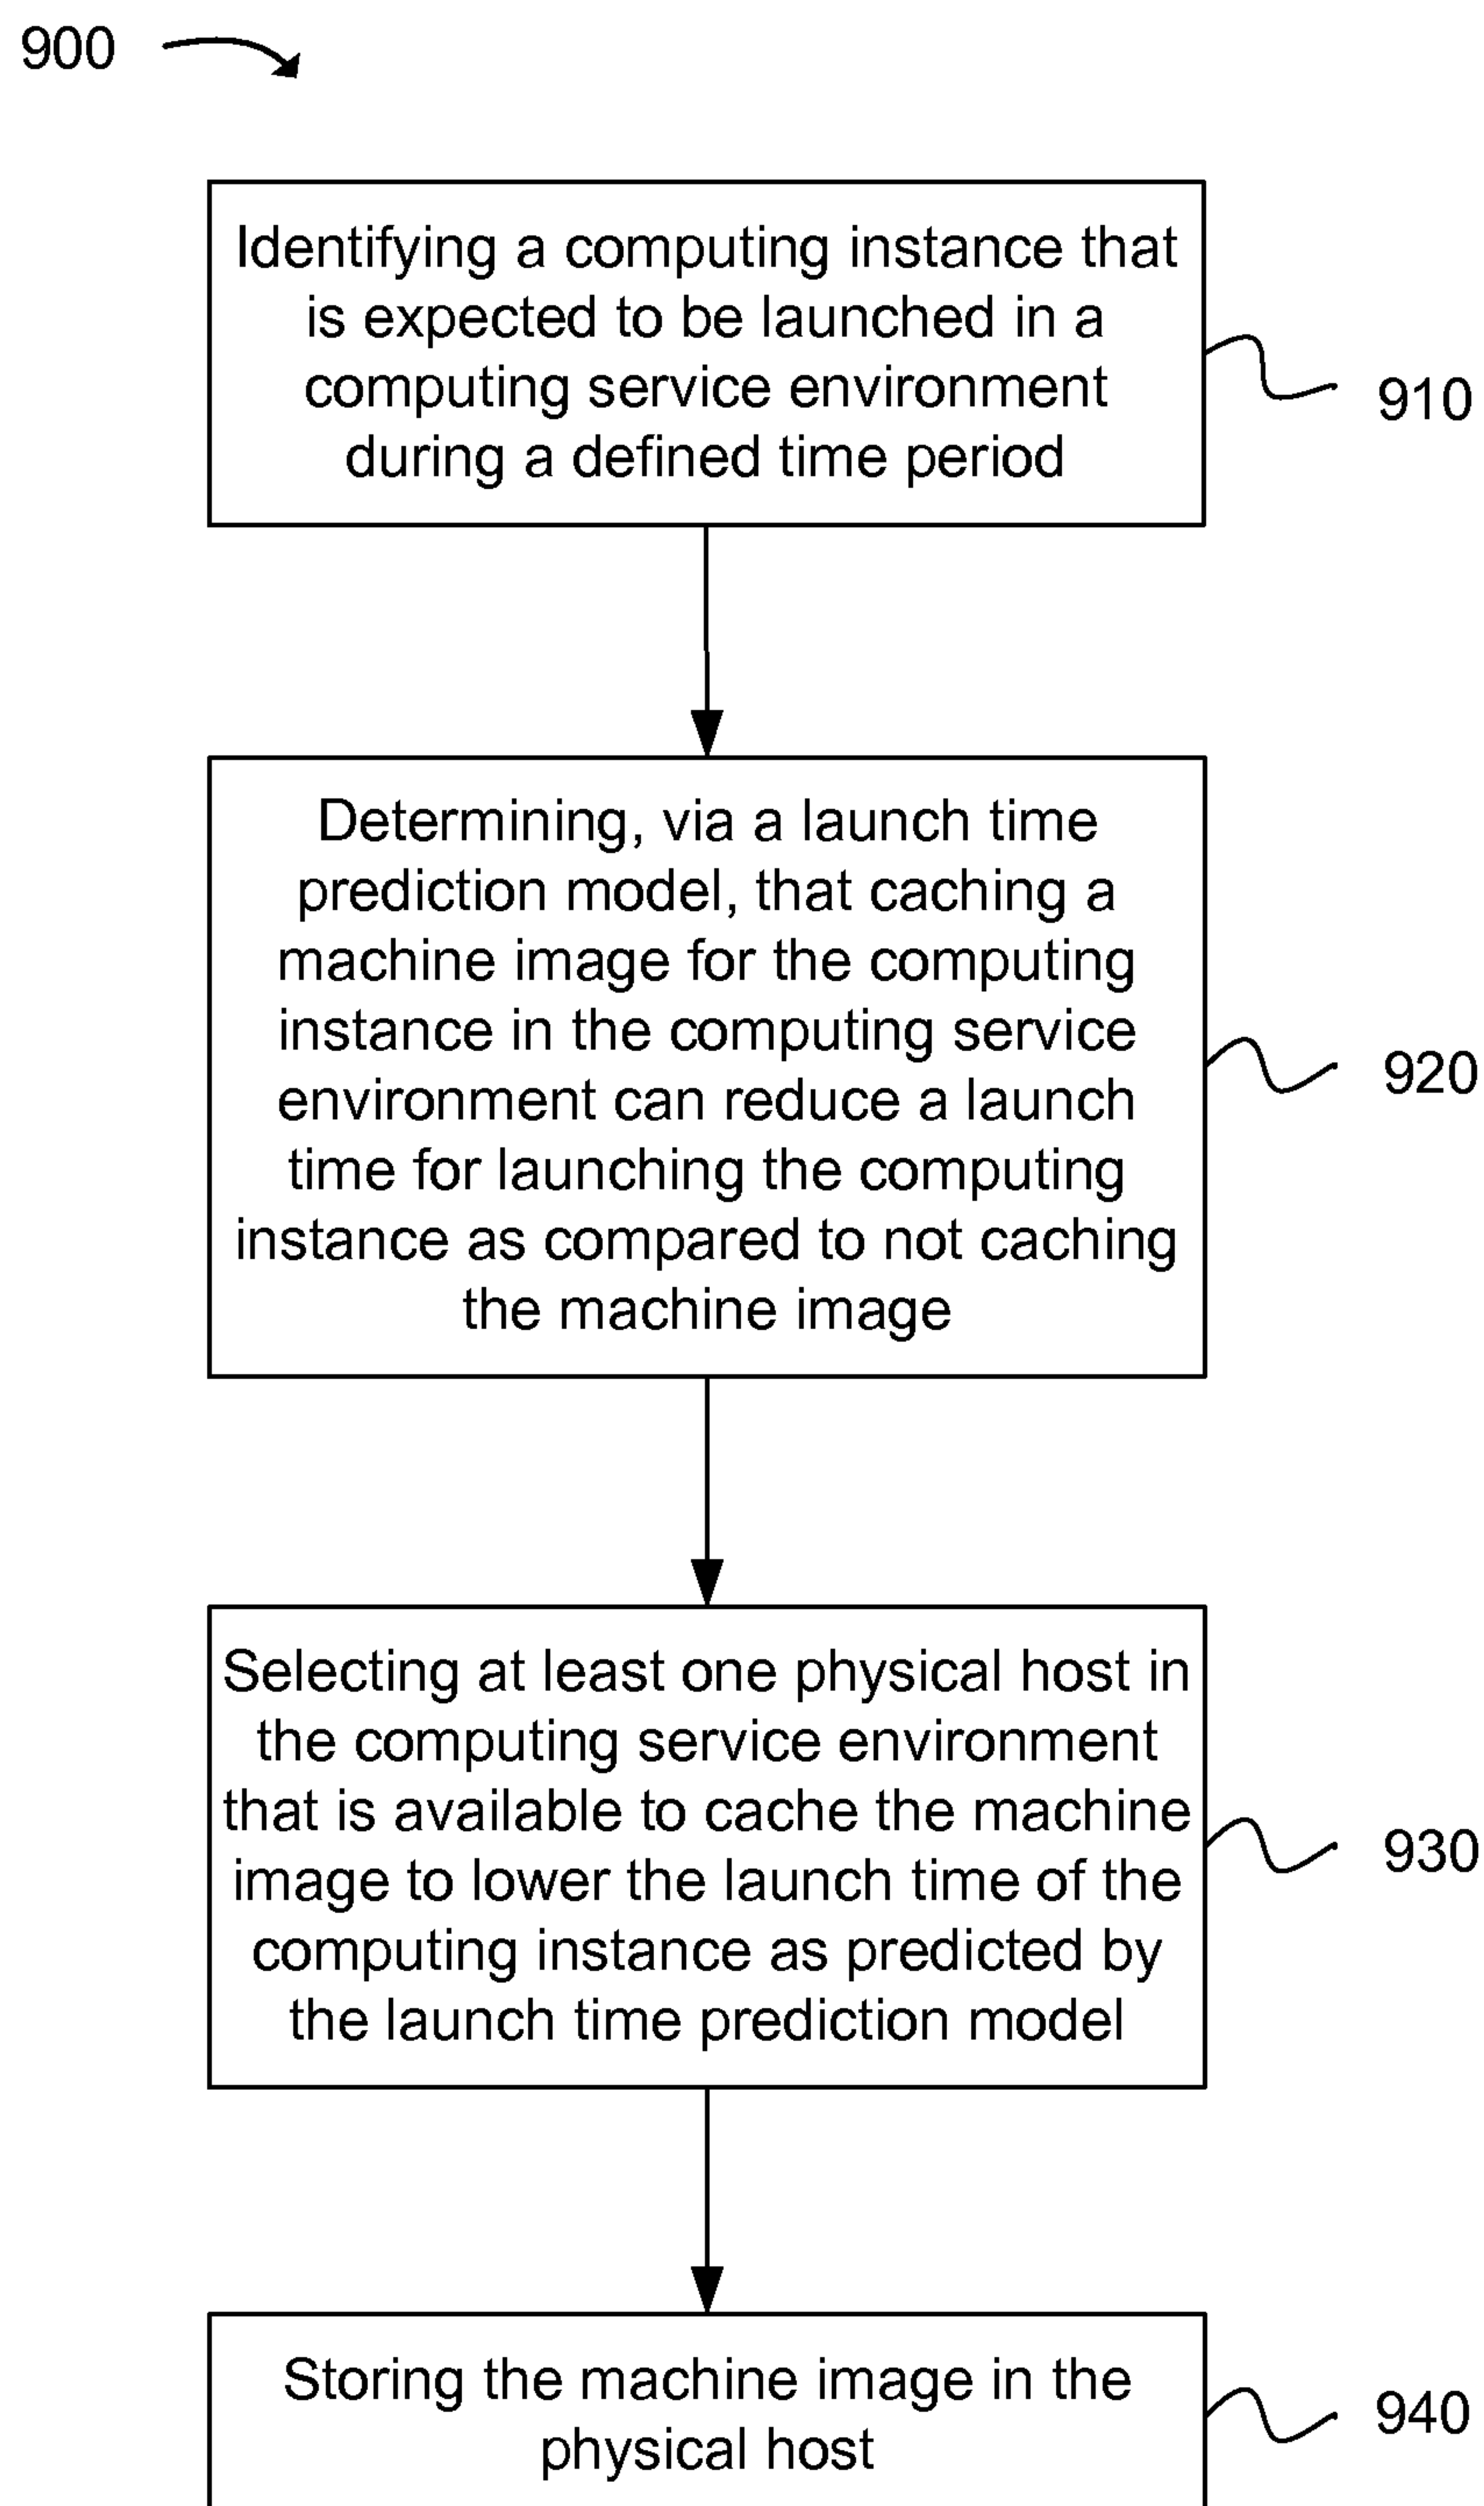 900
Identifying a computing instance that
is expected to be launched in a
computing service environment
during a defined time period
910
Determining, via a launch time
prediction model, that caching a
machine image for the computing
instance in the computing service
environment can reduce a launch
time for launching the computing
instance as compared to not caching
the machine image
920
Selecting at least one physical host in
the computing service environment
that is available to cache the machine
image to lower the launch time of the
computing instance as predicted by
the launch time prediction model
930
Storing the machine image in the
physical host
940